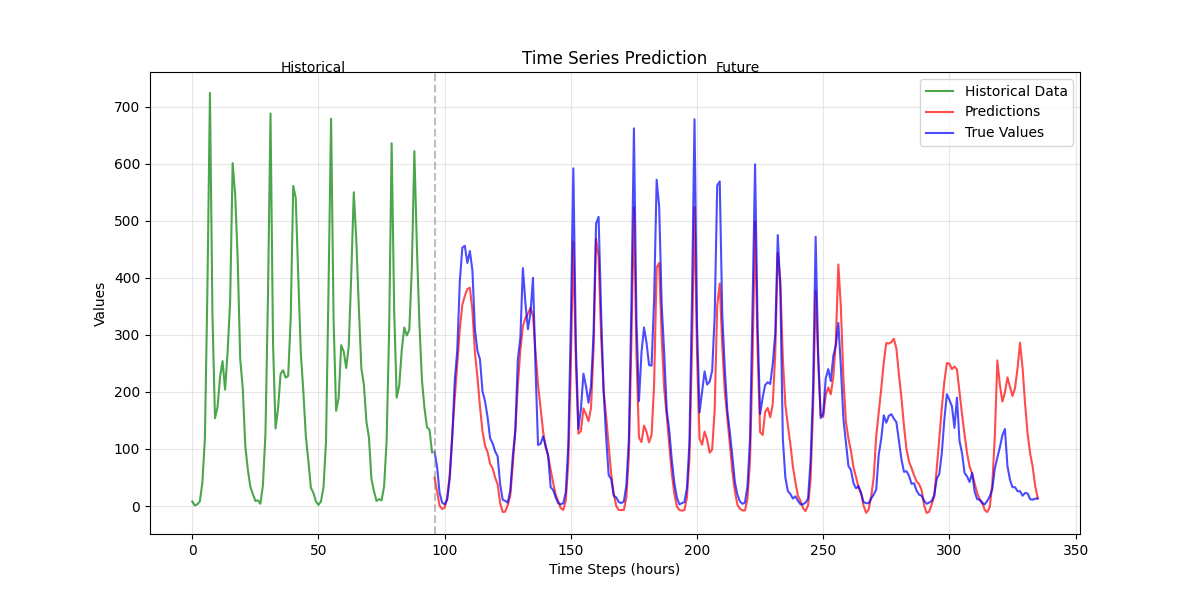 Time Series Prediction
Historical
Future
Historical Data
Predictions
True Values
Values
700
600
500
400
300
200
100
0
0
50
100
150
200
250
300
350
Time Steps (hours)